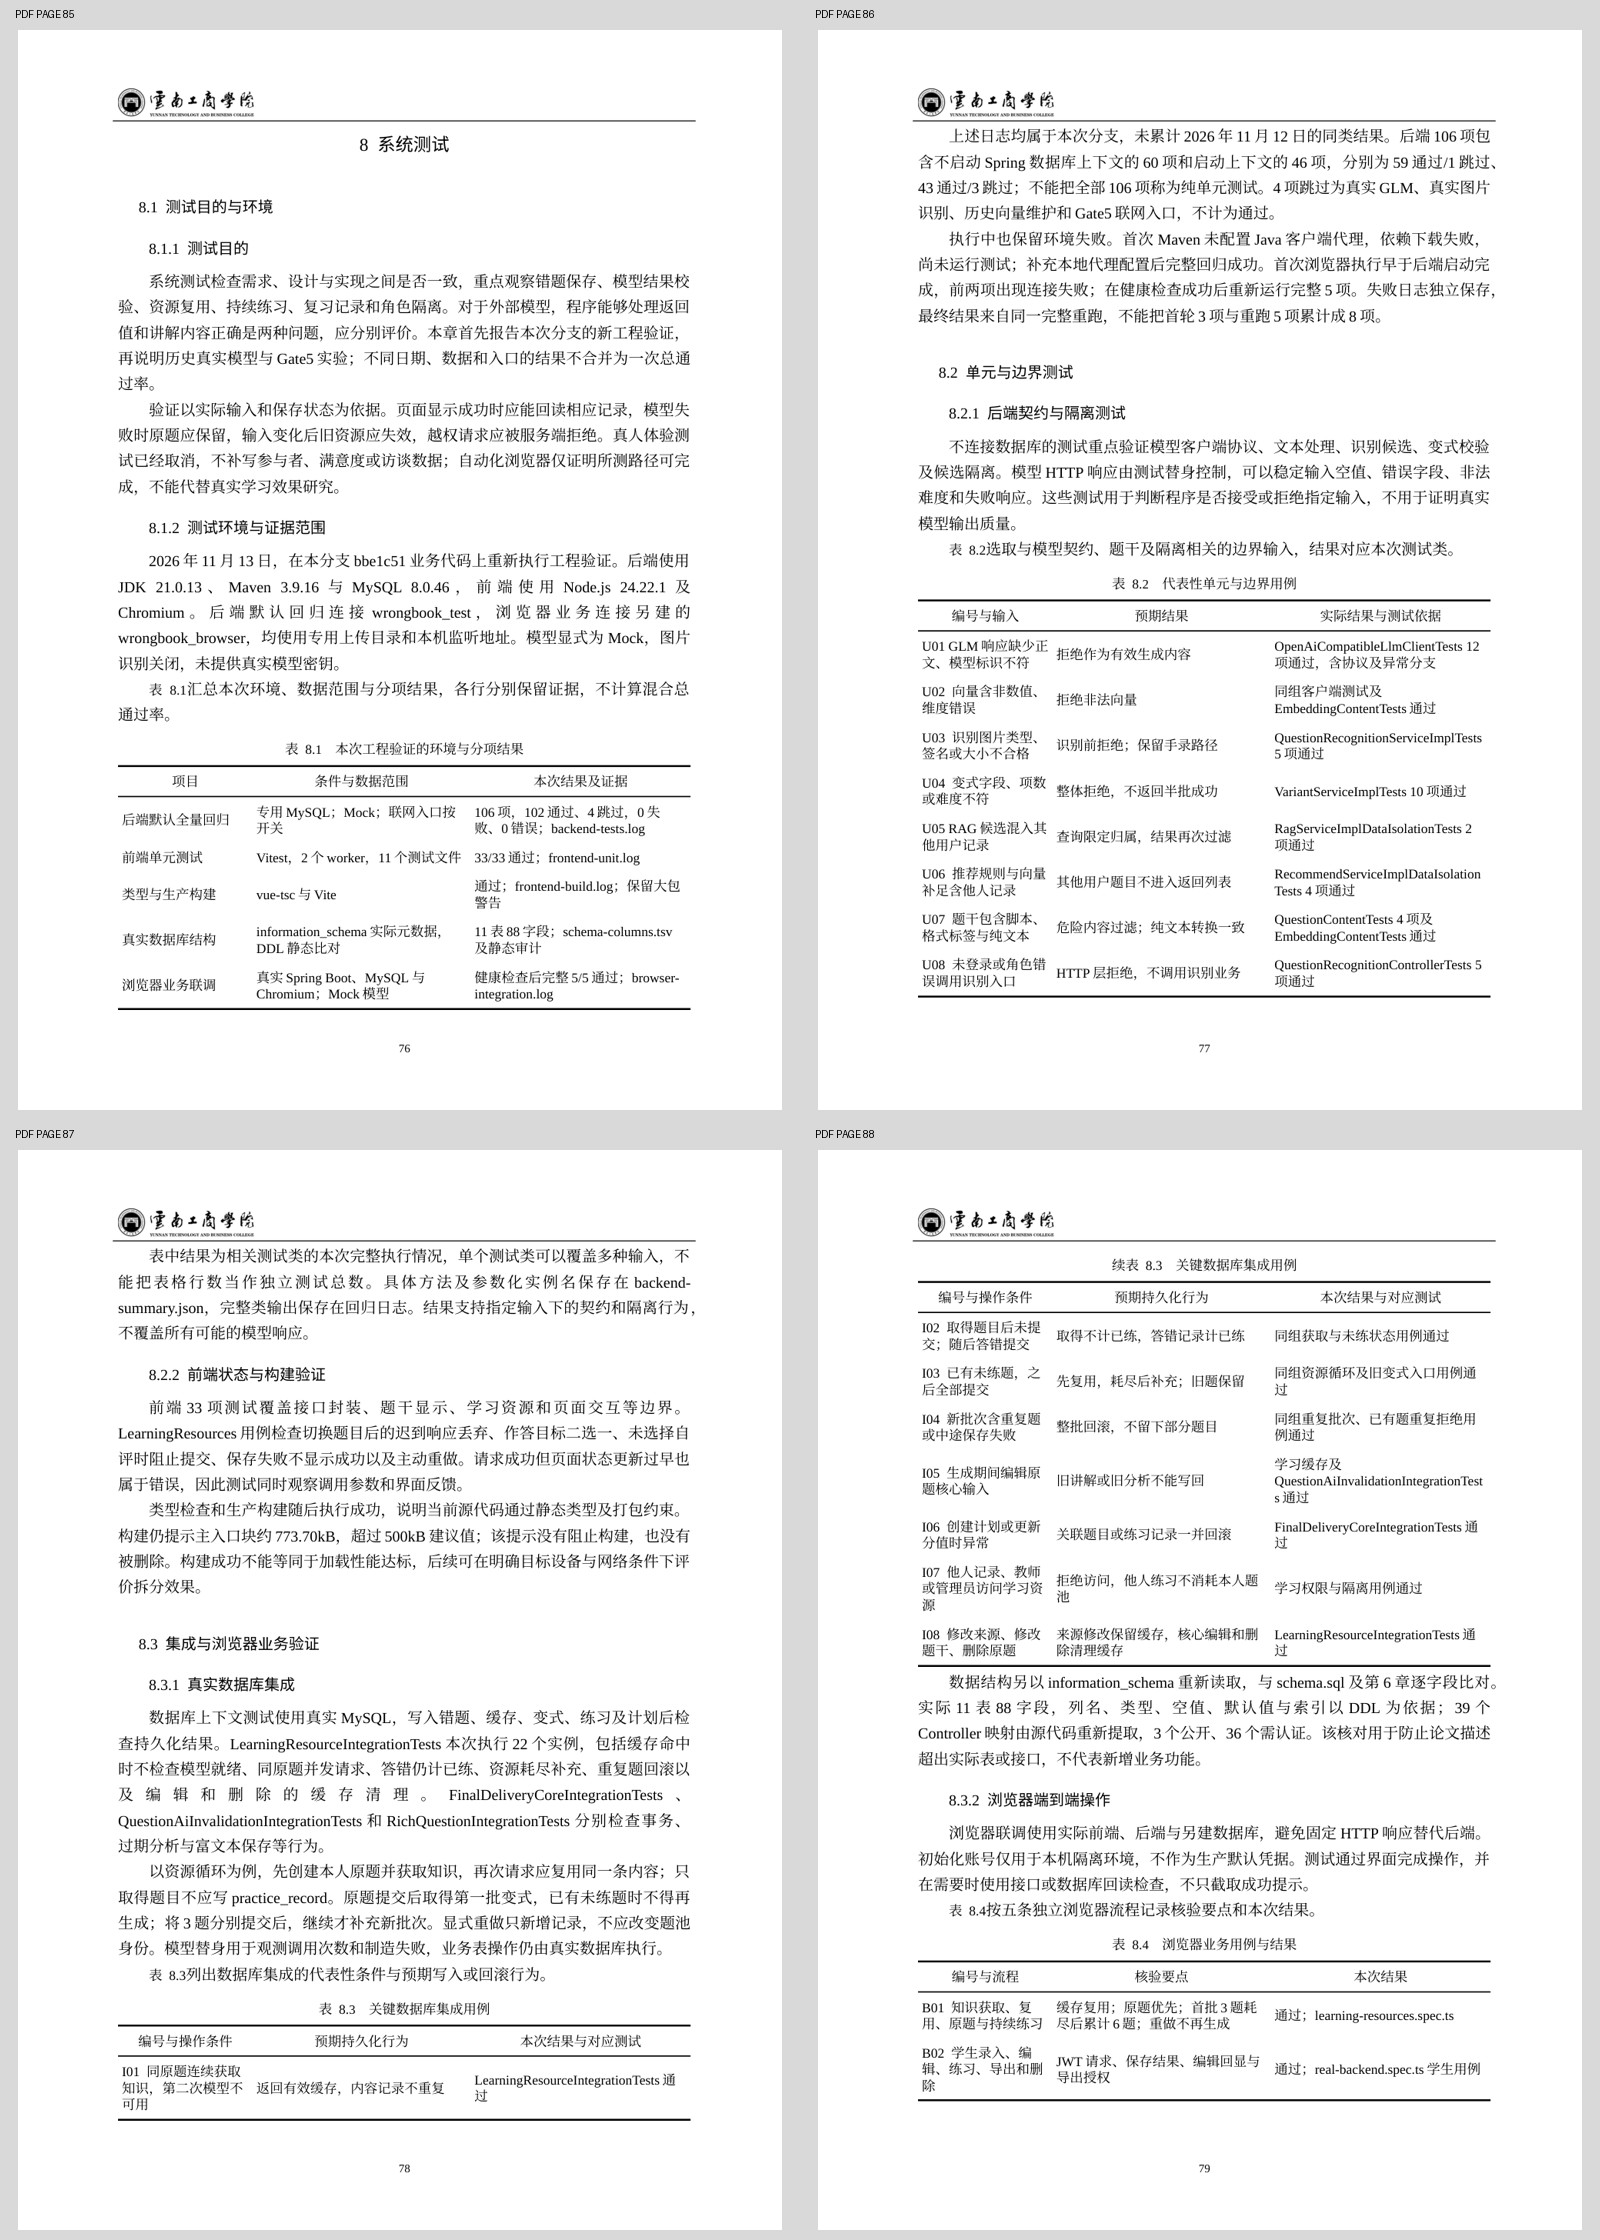 PDF PAGE 85
雲南工商學院
YUNNAN TECHNOLOGY AND BUSINESS COLLEGE
8 系统测试
8.1 测试目的与环境
8.1.1 测试目的
系统测试检查需求、设计与实现之间是否一致，重点观察错题保存、模型结果校
验、资源复用、持续练习、复习记录和角色隔离。对于外部模型，程序能够处理返回
值和讲解内容正确是两种问题，应分别评价。本章首先报告本次分支的新工程验证，
再说明历史真实模型与 Gate5 实验；不同日期、数据和入口的结果不合并为一次总通
过率。
验证以实际输入和保存状态为依据。页面显示成功时应能回读相应记录，模型失
败时原题应保留，输入变化后旧资源应失效，越权请求应被服务端拒绝。真人体验测
试已经取消，不补写参与者、满意度或访谈数据；自动化浏览器仅证明所测路径可完
成，不能代替真实学习效果研究。
8.1.2 测试环境与证据范围
2026 年 11 月 13 日，在本分支 bbe1c51 业务代码上重新执行工程验证。后端使用
JDK 21.0.13、Maven 3.9.16 与 MySQL 8.0.46，前端使用 Node.js 24.22.1 及
Chromium。后端默认回归连接 wrongbook_test，浏览器业务连接另建的
wrongbook_browser，均使用专用上传目录和本机监听地址。模型显式为 Mock，图片
识别关闭，未提供真实模型密钥。
表 8.1汇总本次环境、数据范围与分项结果，各行分别保留证据，不计算混合总
通过率。
表 8.1 本次工程验证的环境与分项结果
项目 条件与数据范围 本次结果及证据
后端默认全量回归 专用 MySQL；Mock；联网入口按 106 项，102 通过、4 跳过，0 失
开关 败、0 错误；backend-tests.log
前端单元测试 Vitest，2 个 worker，11 个测试文件 33/33 通过；frontend-unit.log
类型与生产构建 vue-tsc 与 Vite 通过；frontend-build.log；保留大包
警告
真实数据库结构 information_schema 实际元数据， 11 表 88 字段；schema-columns.tsv
DDL 静态比对 及静态审计
浏览器业务联调 真实 Spring Boot、MySQL 与 健康检查后完整 5/5 通过；browser-
Chromium；Mock 模型 integration.log
76
PDF PAGE 86
雲南工商學院
YUNNAN TECHNOLOGY AND BUSINESS COLLEGE
上述日志均属于本次分支，未累计 2026 年 11 月 12 日的同类结果。后端 106 项包
含不启动 Spring 数据库上下文的 60 项和启动上下文的 46 项，分别为 59 通过/1 跳过、
43 通过/3 跳过；不能把全部 106 项称为纯单元测试。4 项跳过为真实 GLM、真实图片
识别、历史向量维护和 Gate5 联网入口，不计为通过。
执行中也保留环境失败。首次 Maven 未配置 Java 客户端代理，依赖下载失败，
尚未运行测试；补充本地代理配置后完整回归成功。首次浏览器执行早于后端启动完
成，前两项出现连接失败；在健康检查成功后重新运行完整 5 项。失败日志独立保存，
最终结果来自同一完整重跑，不能把首轮 3 项与重跑 5 项累计成 8 项。
8.2 单元与边界测试
8.2.1 后端契约与隔离测试
不连接数据库的测试重点验证模型客户端协议、文本处理、识别候选、变式校验
及候选隔离。模型 HTTP 响应由测试替身控制，可以稳定输入空值、错误字段、非法
难度和失败响应。这些测试用于判断程序是否接受或拒绝指定输入，不用于证明真实
模型输出质量。
表 8.2选取与模型契约、题干及隔离相关的边界输入，结果对应本次测试类。
表 8.2 代表性单元与边界用例
编号与输入 预期结果 实际结果与测试依据
U01 GLM 响应缺少正 拒绝作为有效生成内容 OpenAiCompatibleLlmClientTests 12
文、模型标识不符 项通过，含协议及异常分支
U02 向量含非数值、 拒绝非法向量 同组客户端测试及
维度错误 EmbeddingContentTests 通过
U03 识别图片类型、 识别前拒绝；保留手录路径 QuestionRecognitionServiceImplTests
签名或大小不合格 5 项通过
U04 变式字段、项数 整体拒绝，不返回半批成功 VariantServiceImplTests 10 项通过
或难度不符
U05 RAG 候选混入其 查询限定归属，结果再次过滤 RagServiceImplDataIsolationTests 2
他用户记录 项通过
U06 推荐规则与向量 其他用户题目不进入返回列表 RecommendServiceImplDataIsolation
补足含他人记录 Tests 4 项通过
U07 题干包含脚本、 危险内容过滤；纯文本转换一致 QuestionContentTests 4 项及
格式标签与纯文本 EmbeddingContentTests 通过
U08 未登录或角色错 HTTP 层拒绝，不调用识别业务 QuestionRecognitionControllerTests 5
误调用识别入口 项通过
77
PDF PAGE 87
雲南工商學院
YUNNAN TECHNOLOGY AND BUSINESS COLLEGE
表中结果为相关测试类的本次完整执行情况，单个测试类可以覆盖多种输入，不
能把表格行数当作独立测试总数。具体方法及参数化实例名保存在 backend-
summary.json，完整类输出保存在回归日志。结果支持指定输入下的契约和隔离行为，
不覆盖所有可能的模型响应。
8.2.2 前端状态与构建验证
前端 33 项测试覆盖接口封装、题干显示、学习资源和页面交互等边界。
LearningResources 用例检查切换题目后的迟到响应丢弃、作答目标二选一、未选择自
评时阻止提交、保存失败不显示成功以及主动重做。请求成功但页面状态更新过早也
属于错误，因此测试同时观察调用参数和界面反馈。
类型检查和生产构建随后执行成功，说明当前源代码通过静态类型及打包约束。
构建仍提示主入口块约 773.70kB，超过 500kB 建议值；该提示没有阻止构建，也没有
被删除。构建成功不能等同于加载性能达标，后续可在明确目标设备与网络条件下评
价拆分效果。
8.3 集成与浏览器业务验证
8.3.1 真实数据库集成
数据库上下文测试使用真实 MySQL，写入错题、缓存、变式、练习及计划后检
查持久化结果。LearningResourceIntegrationTests 本次执行 22 个实例，包括缓存命中
时不检查模型就绪、同原题并发请求、答错仍计已练、资源耗尽补充、重复题回滚以
及编辑和删除的缓存清理。FinalDeliveryCoreIntegrationTests、
QuestionAiInvalidationIntegrationTests 和 RichQuestionIntegrationTests 分别检查事务、
过期分析与富文本保存等行为。
以资源循环为例，先创建本人原题并获取知识，再次请求应复用同一条内容；只
取得题目不应写 practice_record。原题提交后取得第一批变式，已有未练题时不得再
生成；将 3 题分别提交后，继续才补充新批次。显式重做只新增记录，不应改变题池
身份。模型替身用于观测调用次数和制造失败，业务表操作仍由真实数据库执行。
表 8.3列出数据库集成的代表性条件与预期写入或回滚行为。
表 8.3 关键数据库集成用例
编号与操作条件 预期持久化行为 本次结果与对应测试
I01 同原题连续获取
知识，第二次模型不 返回有效缓存，内容记录不重复 LearningResourceIntegrationTests 通
可用 过
78
PDF PAGE 88
雲南工商學院
YUNNAN TECHNOLOGY AND BUSINESS COLLEGE
续表 8.3 关键数据库集成用例
编号与操作条件 预期持久化行为 本次结果与对应测试
I02 取得题目后未提 取得不计已练，答错记录计已练 同组获取与未练状态用例通过
交；随后答错提交
I03 已有未练题，之 先复用，耗尽后补充；旧题保留 同组资源循环及旧变式入口用例通
后全部提交 过
I04 新批次含重复题 整批回滚，不留下部分题目 同组重复批次、已有题重复拒绝用
或中途保存失败 例通过
I05 生成期间编辑原 旧讲解或旧分析不能写回 学习缓存及
题核心输入 QuestionAiInvalidationIntegrationTest
s 通过
I06 创建计划或更新 关联题目或练习记录一并回滚 FinalDeliveryCoreIntegrationTests 通
分值时异常 过
I07 他人记录、教师 拒绝访问，他人练习不消耗本人题 学习权限与隔离用例通过
或管理员访问学习资 池
源
I08 修改来源、修改 来源修改保留缓存，核心编辑和删 LearningResourceIntegrationTests 通
题干、删除原题 除清理缓存 过
数据结构另以 information_schema 重新读取，与 schema.sql 及第 6 章逐字段比对。
实际 11 表 88 字段，列名、类型、空值、默认值与索引以 DDL 为依据；39 个
Controller 映射由源代码重新提取，3 个公开、36 个需认证。该核对用于防止论文描述
超出实际表或接口，不代表新增业务功能。
8.3.2 浏览器端到端操作
浏览器联调使用实际前端、后端与另建数据库，避免固定 HTTP 响应替代后端。
初始化账号仅用于本机隔离环境，不作为生产默认凭据。测试通过界面完成操作，并
在需要时使用接口或数据库回读检查，不只截取成功提示。
表 8.4按五条独立浏览器流程记录核验要点和本次结果。
表 8.4 浏览器业务用例与结果
编号与流程 核验要点 本次结果
B01 知识获取、复 缓存复用；原题优先；首批 3 题耗 通过；learning-resources.spec.ts
用、原题与持续练习 尽后累计 6 题；重做不再生成
B02 学生录入、编 JWT 请求、保存结果、编辑回显与 通过；real-backend.spec.ts 学生用例
辑、练习、导出和删 导出授权
除
79